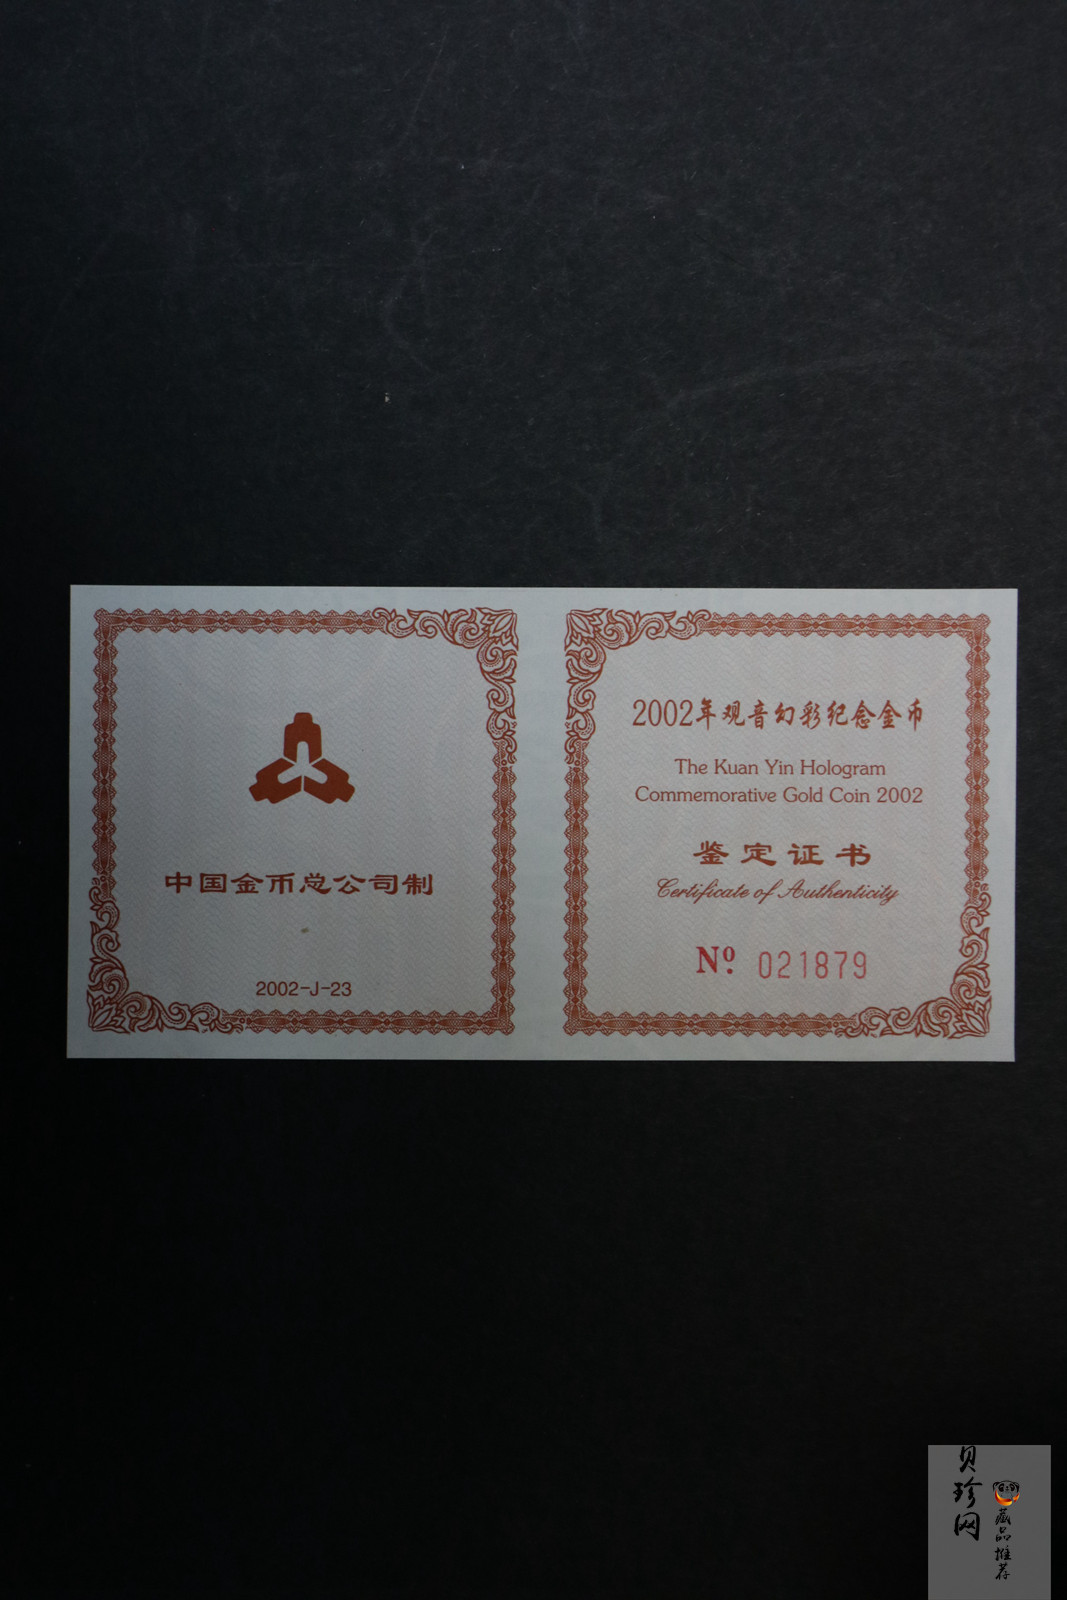 中国金币总公司制
2002-J-23
2002年观音幻彩纪念金币
The Kuan Yin Hologram
Commemorative Gold Coin 2002
鉴定证书
Certificate of Authenticity
Nº. 021879
贝珍网
藏品推荐